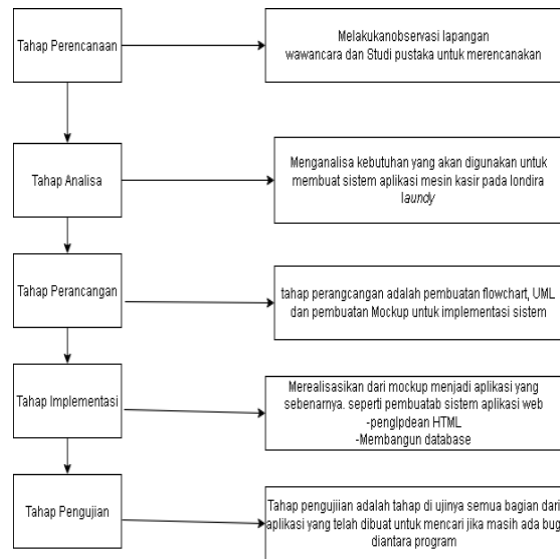 Tahap Perencanaan
Melakukanobservasi lapangan
wawancara dan Studi pustaka untuk merencanakan
Tahap Analisa
Menganalisa kebutuhan yang akan digunakan untuk
membuat sistem aplikasi mesin kasir pada londira
laundy
Tahap Perancangan
tahap perangcangan adalah pembuatan flowchart, UML
dan pembuatan Mockup untuk implementasi sistem
Tahap Implementasi
Merealisasikan dari mockup menjadi aplikasi yang
sebenarnya. seperti pembuatab sistem aplikasi web
-penglpdean HTML
-Membangun database
Tahap Pengujian
Tahap pengujiian adalah tahap di ujinya semua bagian dari
aplikasi yang telah dibuat untuk mencari jika masih ada bug
diantara program